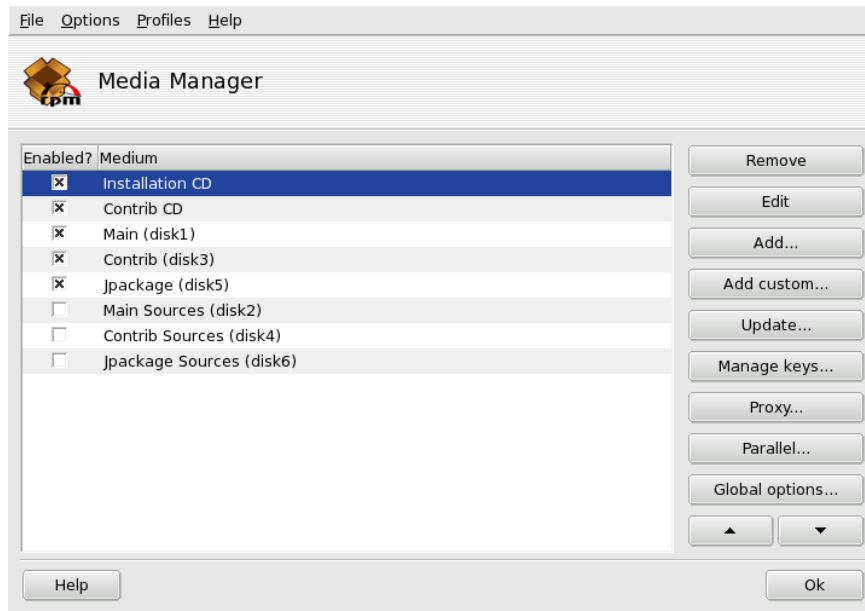 File Options Profiles Help
rpm
Media Manager
Enabled? Medium
Installation CD
Contrib CD
Main (disk1)
Contrib (disk3)
Jpackage (disk5)
Main Sources (disk2)
Contrib Sources (disk4)
Jpackage Sources (disk6)
Remove
Edit
Add...
Add custom...
Update...
Manage keys...
Proxy...
Parallel...
Global options...
Help
Ok